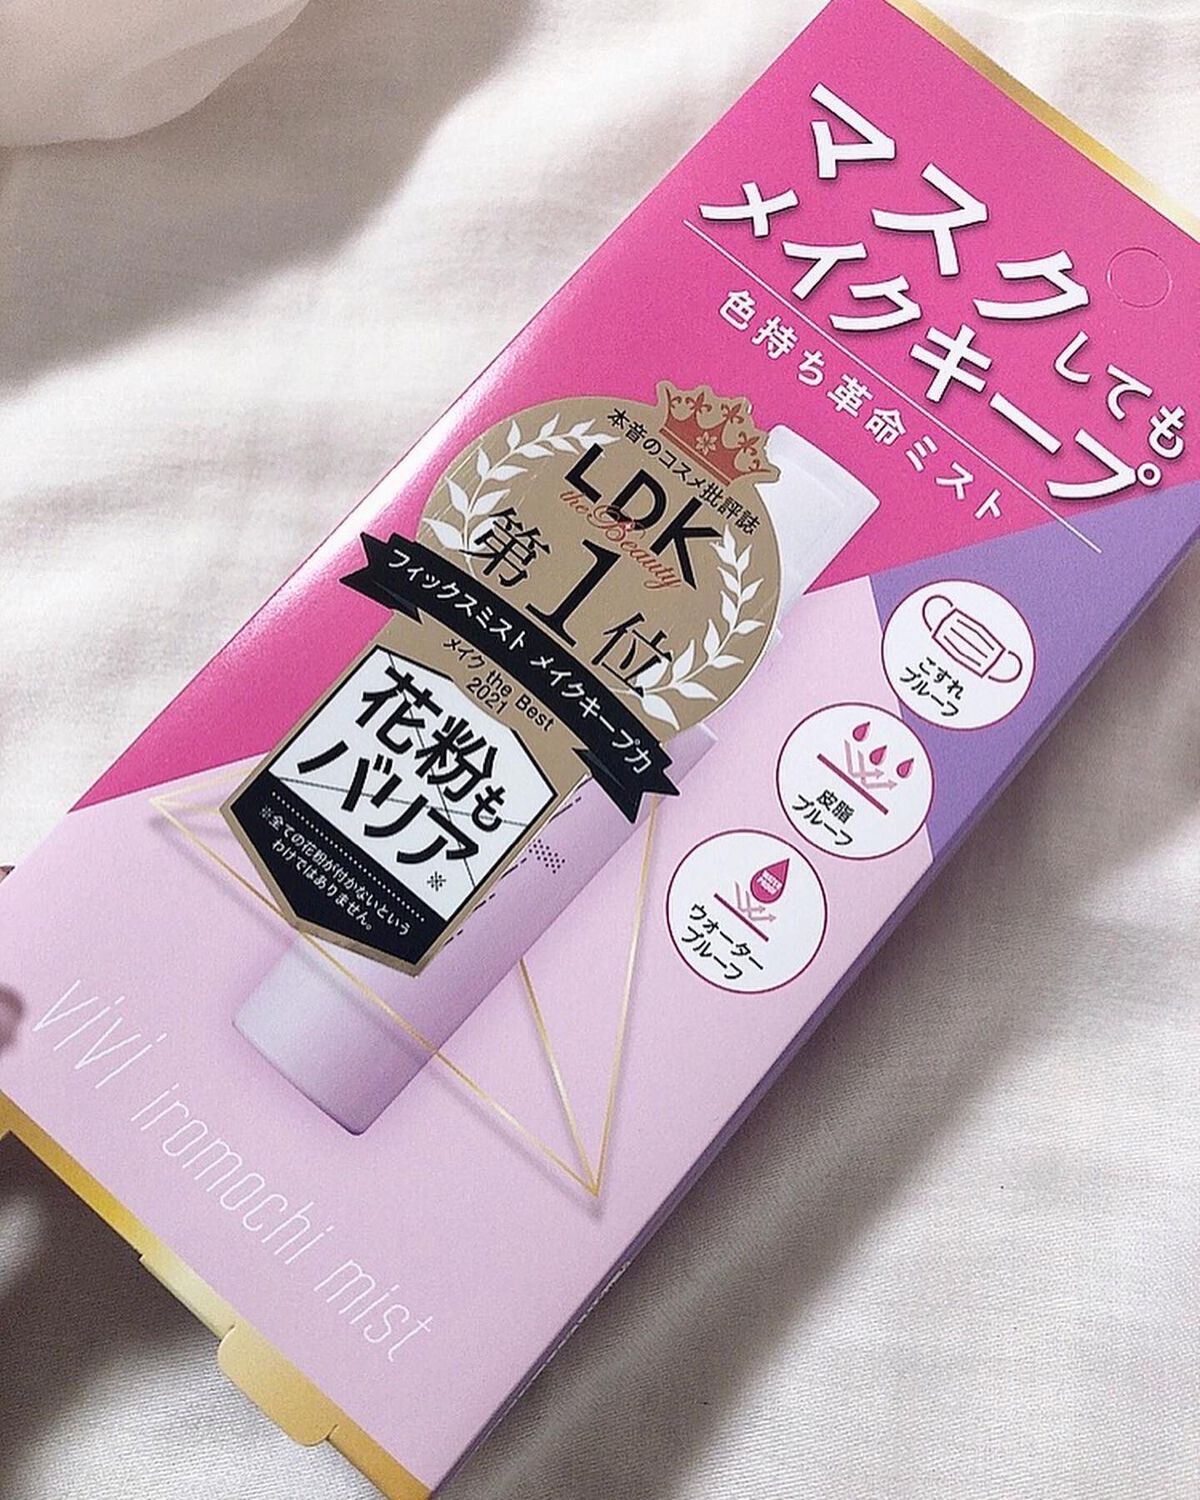 マスクしても
メイクキープ
色持ち革命ミスト
本音のコスメ批評誌
LDK
the Beauty
第1位
フィックスミスト メイクキープ力
メイク the Best
2021
花粉も
バリア※
※全ての花粉が付かないという
わけではありません。
こすれ
プルーフ
皮脂
プルーフ
ウォーター
プルーフ
vivi iromochi mist